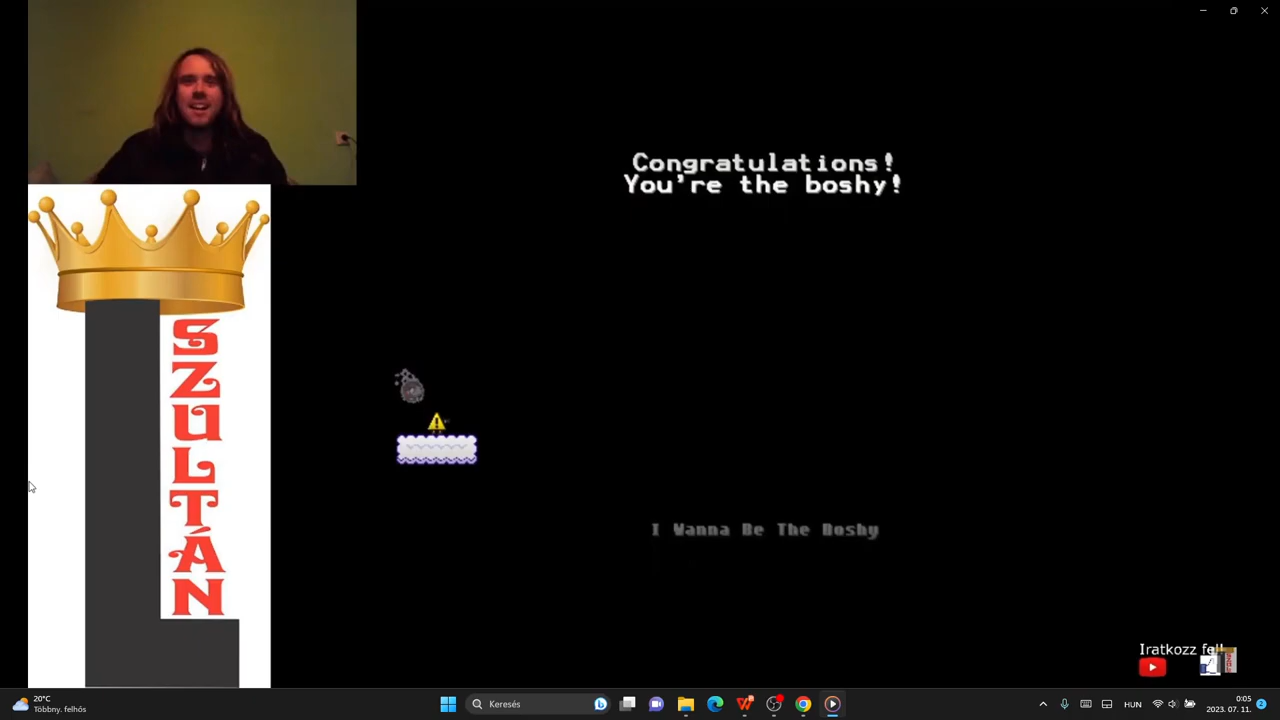 Congratulations!
You're the boshy!
SZULTÁN
I Wanna Be The Boshy
Iratkozz fel!
20°C
Többny. felhős
Keresés
HUN
0:05
2023. 07. 11.